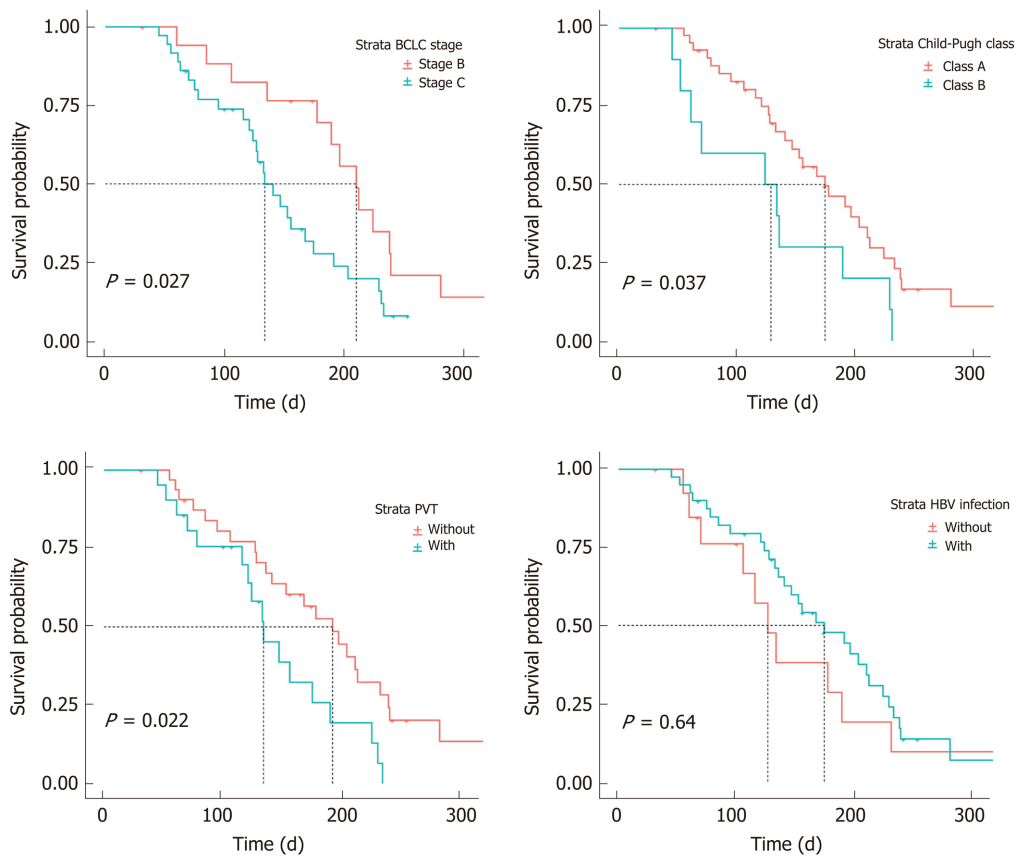 1.00
0.75
0.50
0.25
0.00
Survival probability
Strata BCLC stage
Stage B
Stage C
P = 0.027
0
100
200
300
Time (d)
1.00
0.75
0.50
0.25
0.00
Survival probability
Strata Child-Pugh class
Class A
Class B
P = 0.037
0
100
200
300
Time (d)
1.00
0.75
0.50
0.25
0.00
Survival probability
Strata PVT
Without
With
P = 0.022
0
100
200
300
Time (d)
1.00
0.75
0.50
0.25
0.00
Survival probability
Strata HBV infection
Without
With
P = 0.64
0
100
200
300
Time (d)